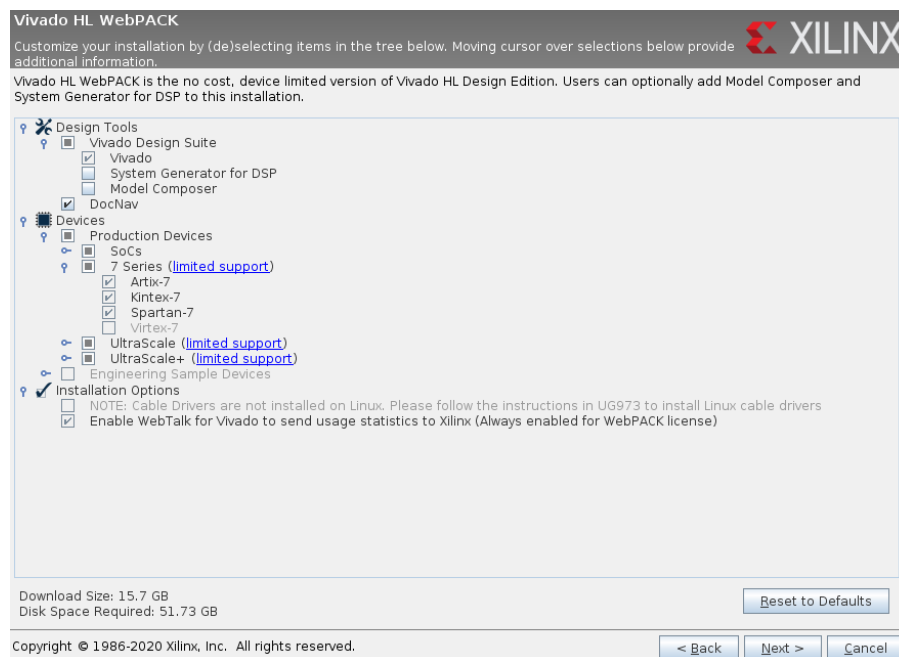 Vivado HL WebPACK
XILINX
Customize your installation by (de)selecting items in the tree below. Moving cursor over selections below provide
additional information.
Vivado HL WebPACK is the no cost, device limited version of Vivado HL Design Edition. Users can optionally add Model Composer and
System Generator for DSP to this installation.
Design Tools
Vivado Design Suite
Vivado
System Generator for DSP
Model Composer
DocNav
Devices
Production Devices
SoCs
7 Series (limited support)
Artix-7
Kintex-7
Spartan-7
Virtex-7
UltraScale (limited support)
UltraScale+ (limited support)
Engineering Sample Devices
Installation Options
NOTE: Cable Drivers are not installed on Linux. Please follow the instructions in UG973 to install Linux cable drivers
Enable WebTalk for Vivado to send usage statistics to Xilinx (Always enabled for WebPACK license)
Download Size: 15.7 GB
Disk Space Required: 51.73 GB
Reset to Defaults
Copyright © 1986-2020 Xilinx, Inc. All rights reserved.
< Back
Next >
Cancel